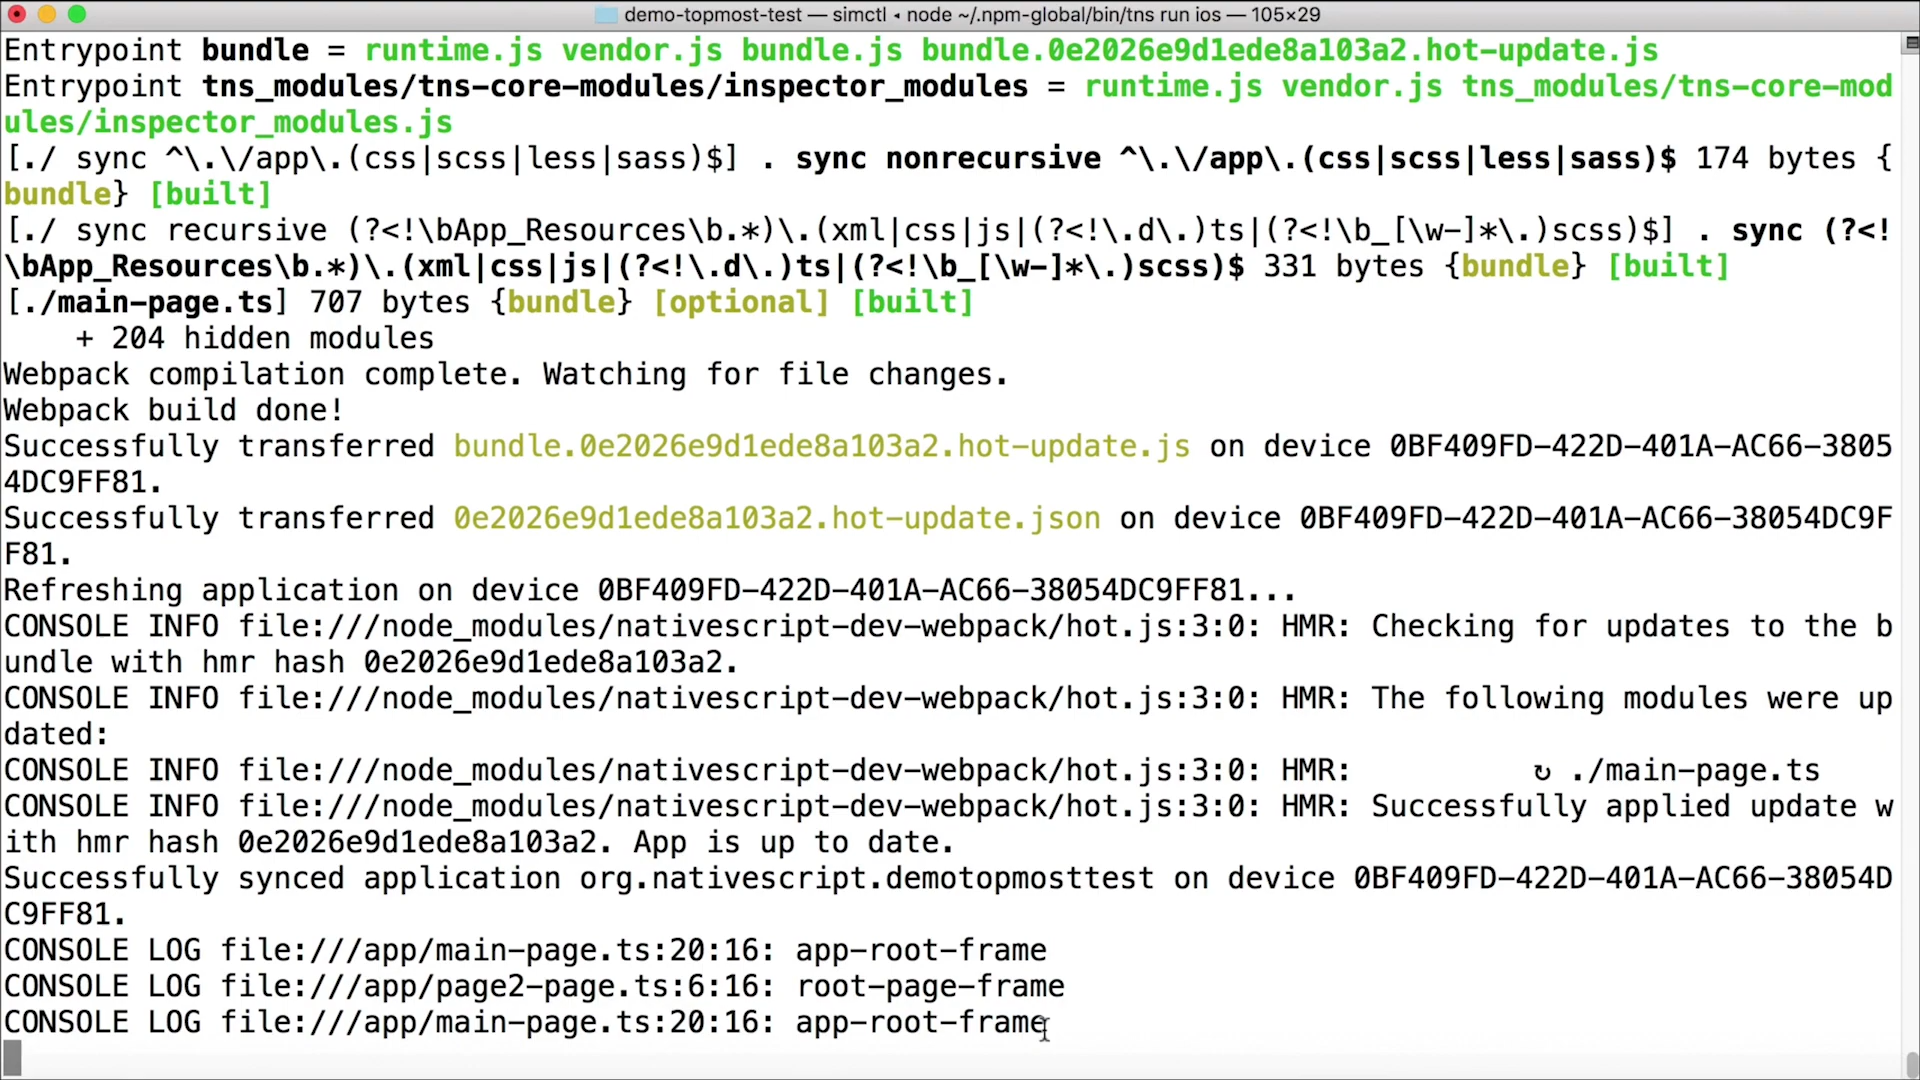 demo-topmost-test — simctl ◂ node ~/.npm-global/bin/tns run ios — 105×29
Entrypoint bundle = runtime.js vendor.js bundle.js bundle.0e2026e9d1ede8a103a2.hot-update.js
Entrypoint tns_modules/tns-core-modules/inspector_modules = runtime.js vendor.js tns_modules/tns-core-mod
ules/inspector_modules.js
[./ sync ^\.\/app\.(css|scss|less|sass)$] . sync nonrecursive ^\.\/app\.(css|scss|less|sass)$ 174 bytes {
bundle} [built]
[./ sync recursive (?<!\bApp_Resources\b.*)\.(xml|css|js|(?<!\.d\.)ts|(?<!\b_[\w-]*\.)scss)$] . sync (?<!
\bApp_Resources\b.*)\.(xml|css|js|(?<!\.d\.)ts|(?<!\b_[\w-]*\.)scss)$ 331 bytes {bundle} [built]
[./main-page.ts] 707 bytes {bundle} [optional] [built]
    + 204 hidden modules
Webpack compilation complete. Watching for file changes.
Webpack build done!
Successfully transferred bundle.0e2026e9d1ede8a103a2.hot-update.js on device 0BF409FD-422D-401A-AC66-3805
4DC9FF81.
Successfully transferred 0e2026e9d1ede8a103a2.hot-update.json on device 0BF409FD-422D-401A-AC66-38054DC9F
F81.
Refreshing application on device 0BF409FD-422D-401A-AC66-38054DC9FF81...
CONSOLE INFO file:///node_modules/nativescript-dev-webpack/hot.js:3:0: HMR: Checking for updates to the b
undle with hmr hash 0e2026e9d1ede8a103a2.
CONSOLE INFO file:///node_modules/nativescript-dev-webpack/hot.js:3:0: HMR: The following modules were up
dated:
CONSOLE INFO file:///node_modules/nativescript-dev-webpack/hot.js:3:0: HMR:          ↻ ./main-page.ts
CONSOLE INFO file:///node_modules/nativescript-dev-webpack/hot.js:3:0: HMR: Successfully applied update w
ith hmr hash 0e2026e9d1ede8a103a2. App is up to date.
Successfully synced application org.nativescript.demotopmosttest on device 0BF409FD-422D-401A-AC66-38054D
C9FF81.
CONSOLE LOG file:///app/main-page.ts:20:16: app-root-frame
CONSOLE LOG file:///app/page2-page.ts:6:16: root-page-frame
CONSOLE LOG file:///app/main-page.ts:20:16: app-root-frame